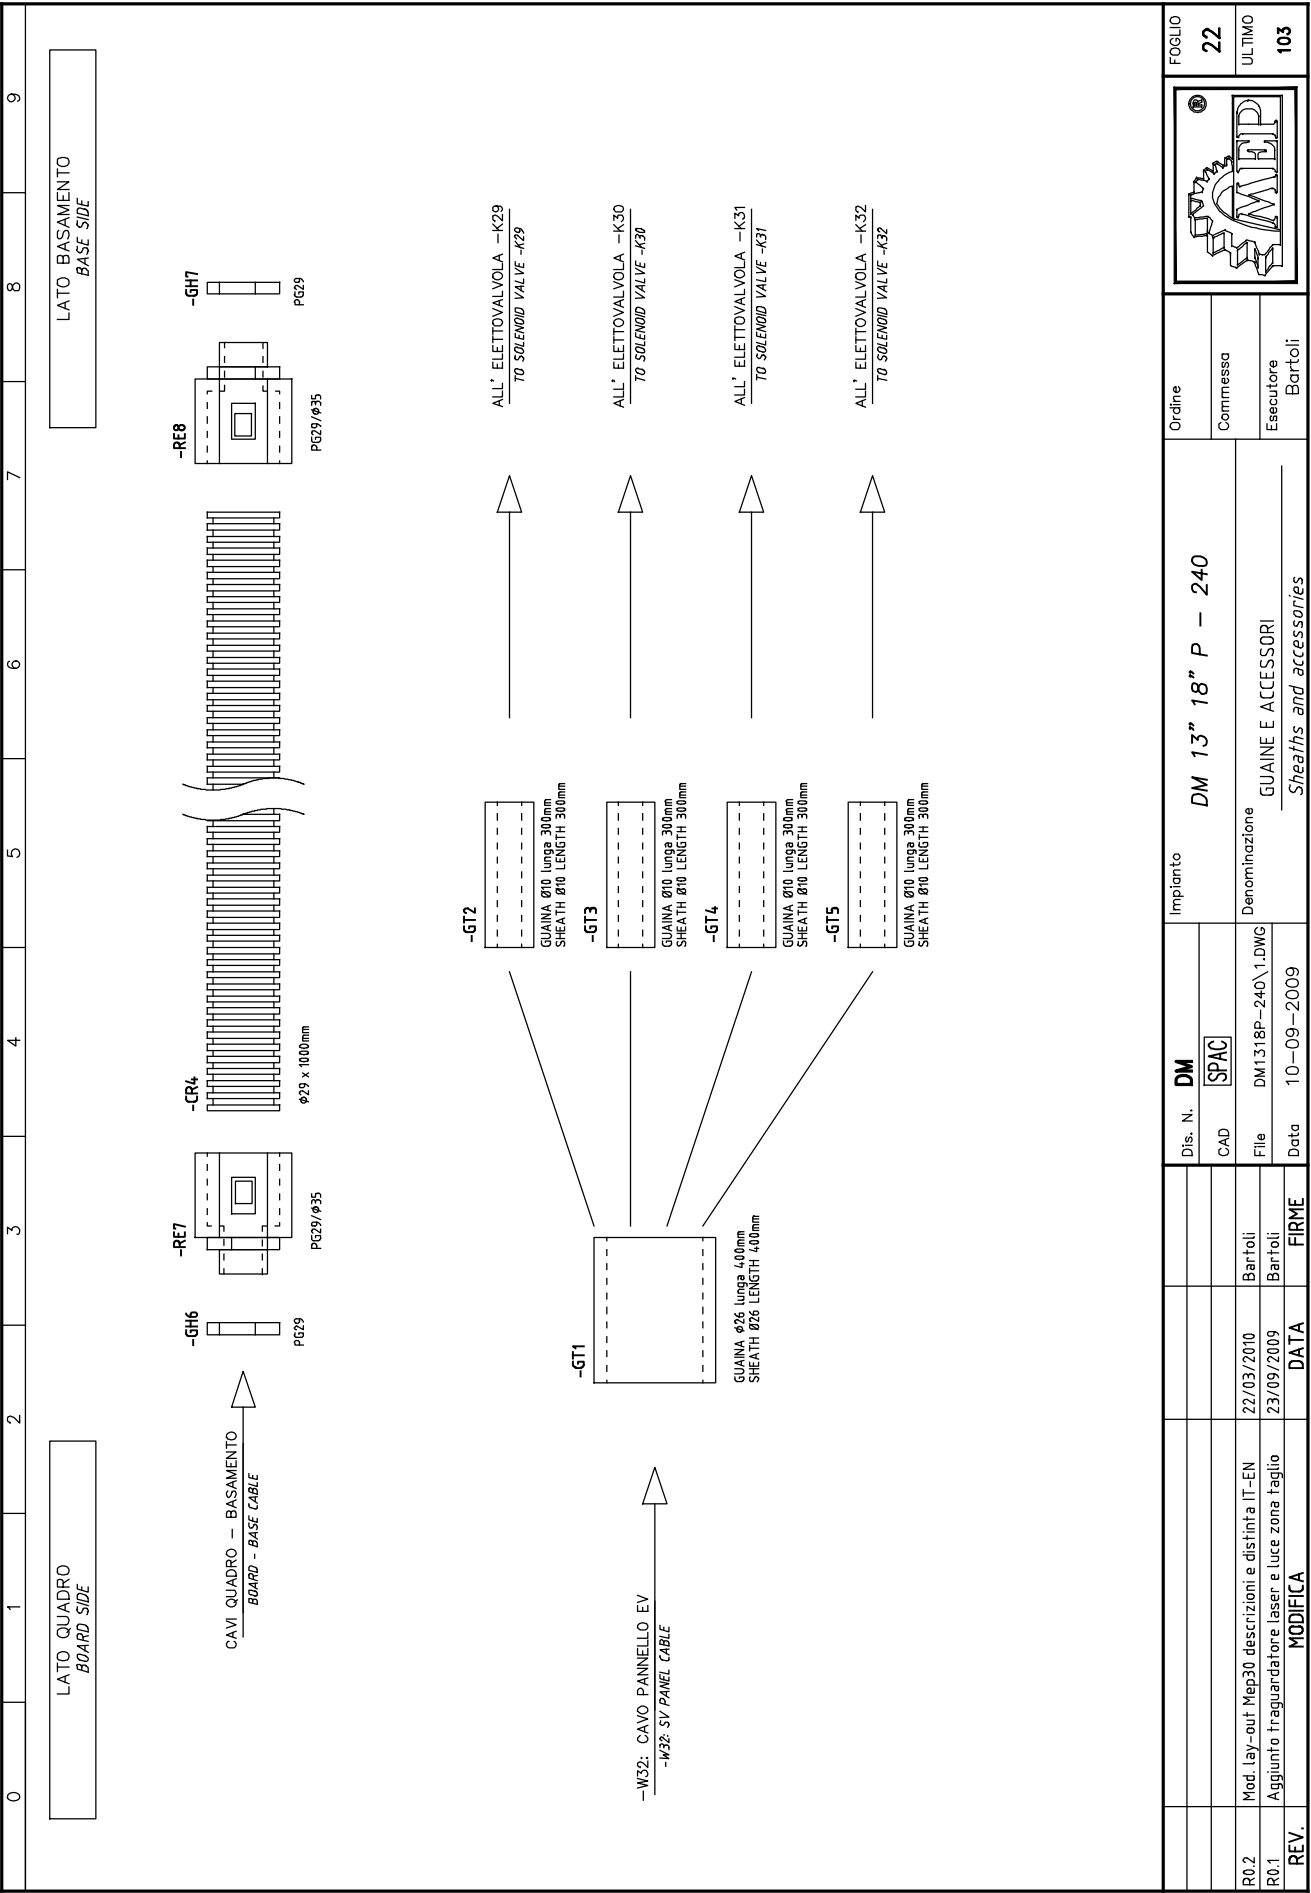 0 1 2 3 4 5 6 7 8 9
LATO QUADRO
BOARD SIDE
LATO BASAMENTO
BASE SIDE
CAVI QUADRO - BASAMENTO
BOARD - BASE CABLE
-GH6
PG29
-RE7
PG29/ϕ35
-CR4
ϕ29 x 1000mm
-RE8
PG29/ϕ35
-GH7
PG29
-W32: CAVO PANNELLO EV
-W32: SV PANEL CABLE
-GT1
GUAINA ϕ26 lunga 400mm
SHEATH Ø26 LENGTH 400mm
-GT2
GUAINA Ø10 lunga 300mm
SHEATH Ø10 LENGTH 300mm
ALL' ELETTOVALVOLA -K29
TO SOLENOID VALVE -K29
-GT3
GUAINA Ø10 lunga 300mm
SHEATH Ø10 LENGTH 300mm
ALL' ELETTOVALVOLA -K30
TO SOLENOID VALVE -K30
-GT4
GUAINA Ø10 lunga 300mm
SHEATH Ø10 LENGTH 300mm
ALL' ELETTOVALVOLA -K31
TO SOLENOID VALVE -K31
-GT5
GUAINA Ø10 lunga 300mm
SHEATH Ø10 LENGTH 300mm
ALL' ELETTOVALVOLA -K32
TO SOLENOID VALVE -K32
R0.2 Mod. lay-out Mep30 descrizioni e distinta IT-EN 22/03/2010 Bartoli
R0.1 Aggiunto traguardatore laser e luce zona taglio 23/09/2009 Bartoli
REV. MODIFICA DATA FIRME
Dis. N. DM
CAD SPAC
File DM1318P-240\1.DWG
Data 10-09-2009
Impianto
DM 13" 18" P - 240
Denominazione
GUAINE E ACCESSORI
Sheaths and accessories
Ordine
Commessa
Esecutore
Bartoli
MEP
®
FOGLIO
22
ULTIMO
103